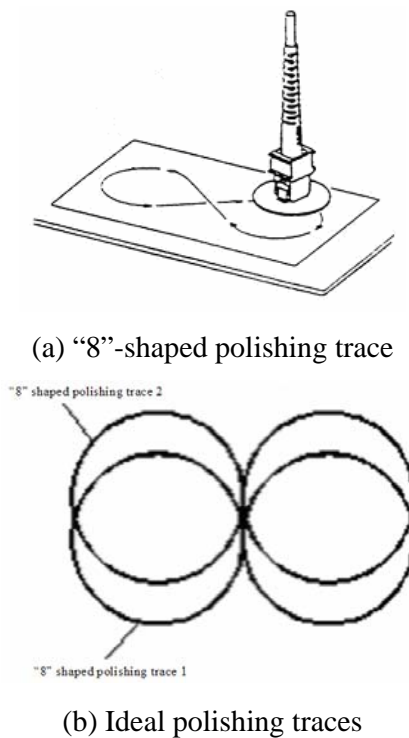 (a) “8”-shaped polishing trace
“8” shaped polishing trace 2
“8” shaped polishing trace 1
(b) Ideal polishing traces